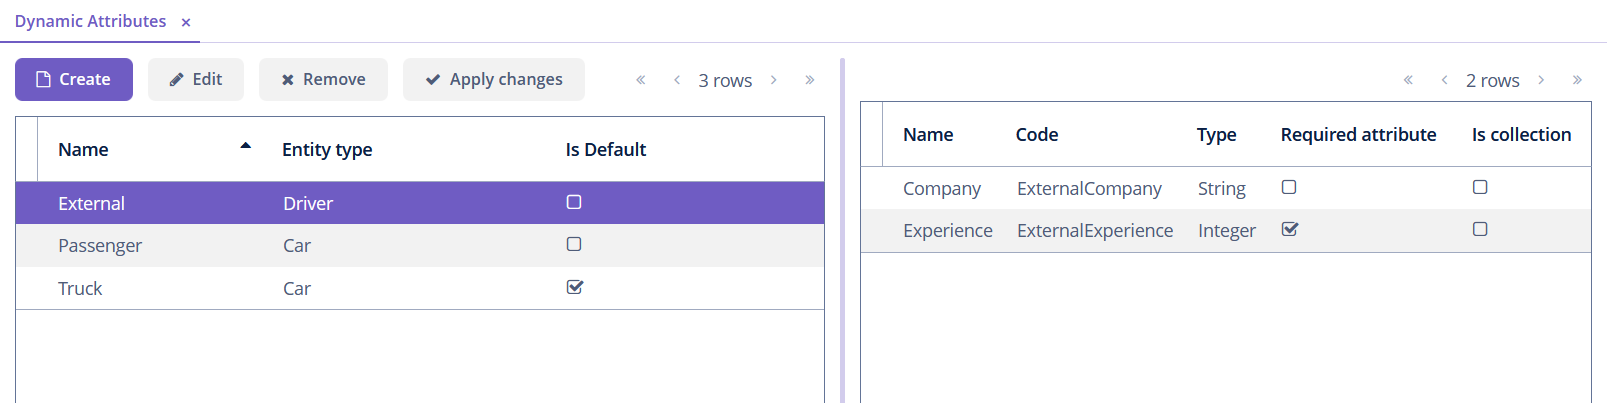 Dynamic Attributes ×
Create Edit Remove Apply changes « ‹ 3 rows › »
Name Entity type Is Default
External Driver
Passenger Car
Truck Car
« ‹ 2 rows › »
Name Code Type Required attribute Is collection
Company ExternalCompany String
Experience ExternalExperience Integer